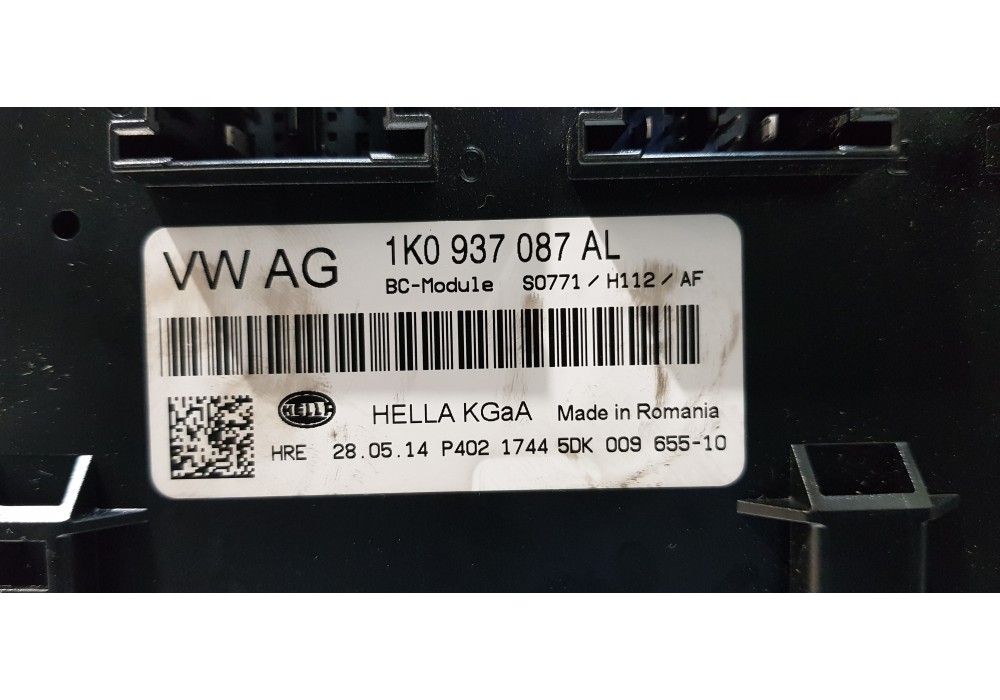 VW AG 1K0 937 087 AL
BC-Module S0771 / H112 / AF
HELLA HELLA KGaA Made in Romania
HRE 28.05.14 P402 1744 5DK 009 655-10